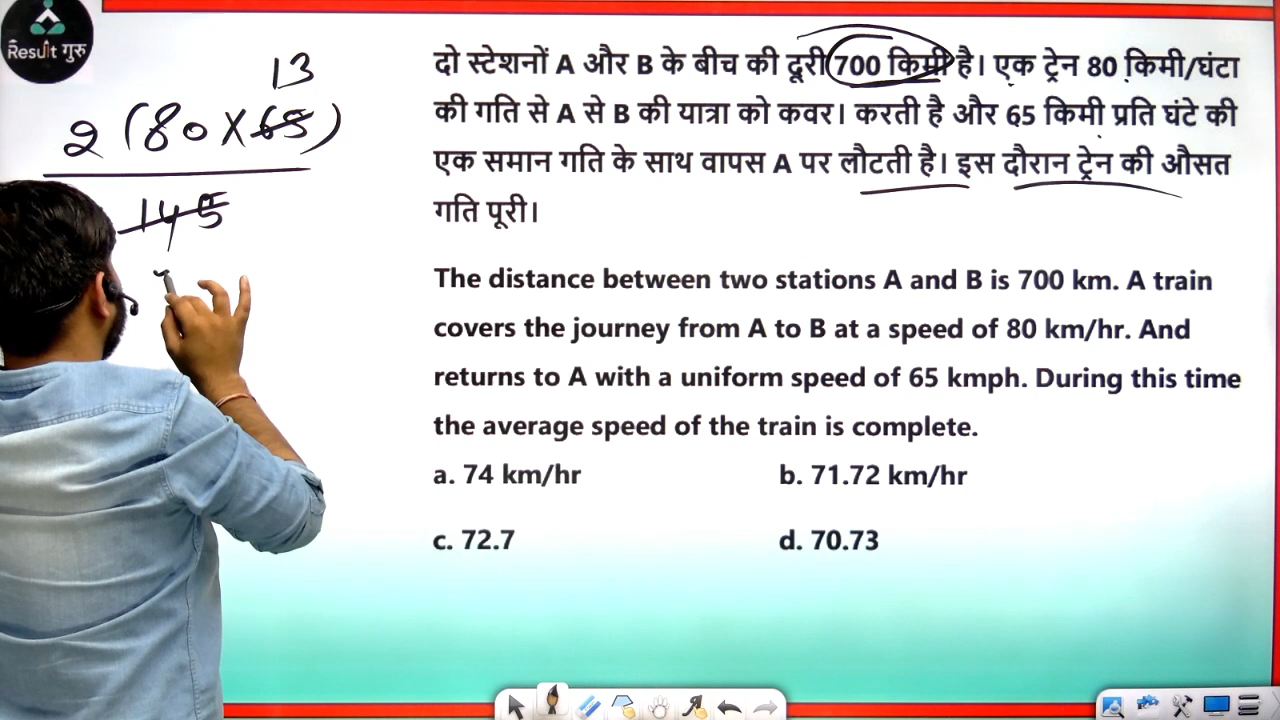 Result गुरु
13
2 (80×65)
145
दो स्टेशनों A और B के बीच की दूरी 700 किमी है। एक ट्रेन 80 किमी/घंटा
की गति से A से B की यात्रा को कवर। करती है और 65 किमी प्रति घंटे की
एक समान गति के साथ वापस A पर लौटती है। इस दौरान ट्रेन की औसत
गति पूरी।
The distance between two stations A and B is 700 km. A train
covers the journey from A to B at a speed of 80 km/hr. And
returns to A with a uniform speed of 65 kmph. During this time
the average speed of the train is complete.
a. 74 km/hr b. 71.72 km/hr
c. 72.7 d. 70.73